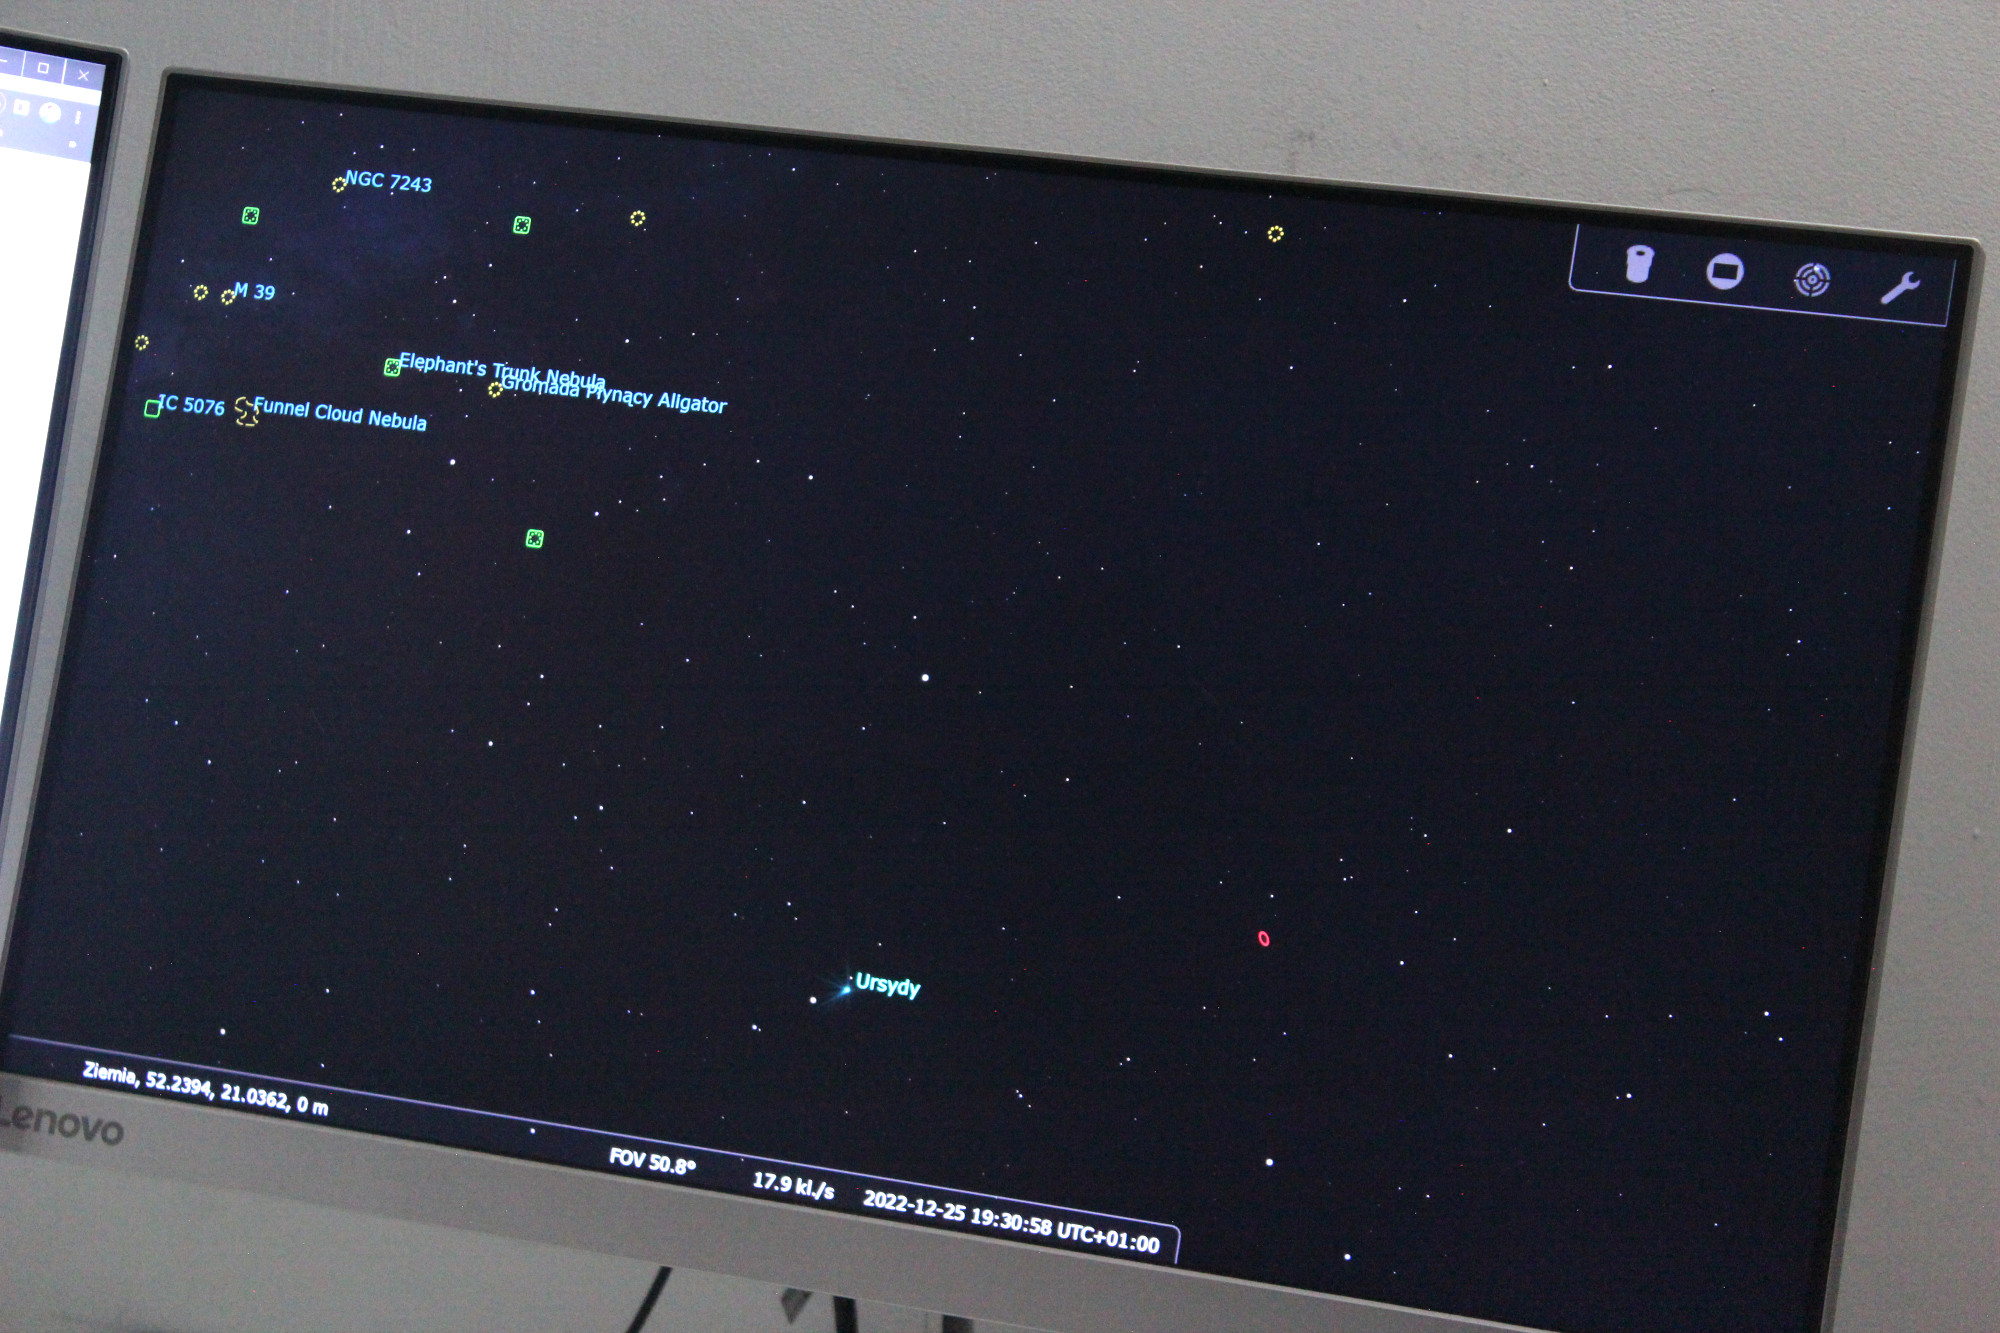 NGC 7243
M 39
Elephant's Trunk Nebula
Gromada Płynący Aligator
IC 5076
Funnel Cloud Nebula
Ursydy
Ziemia, 52.2394, 21.0362, 0 m
FOV 50.8°
17.9 kl./s
2022-12-25 19:30:58 UTC+01:00
Lenovo